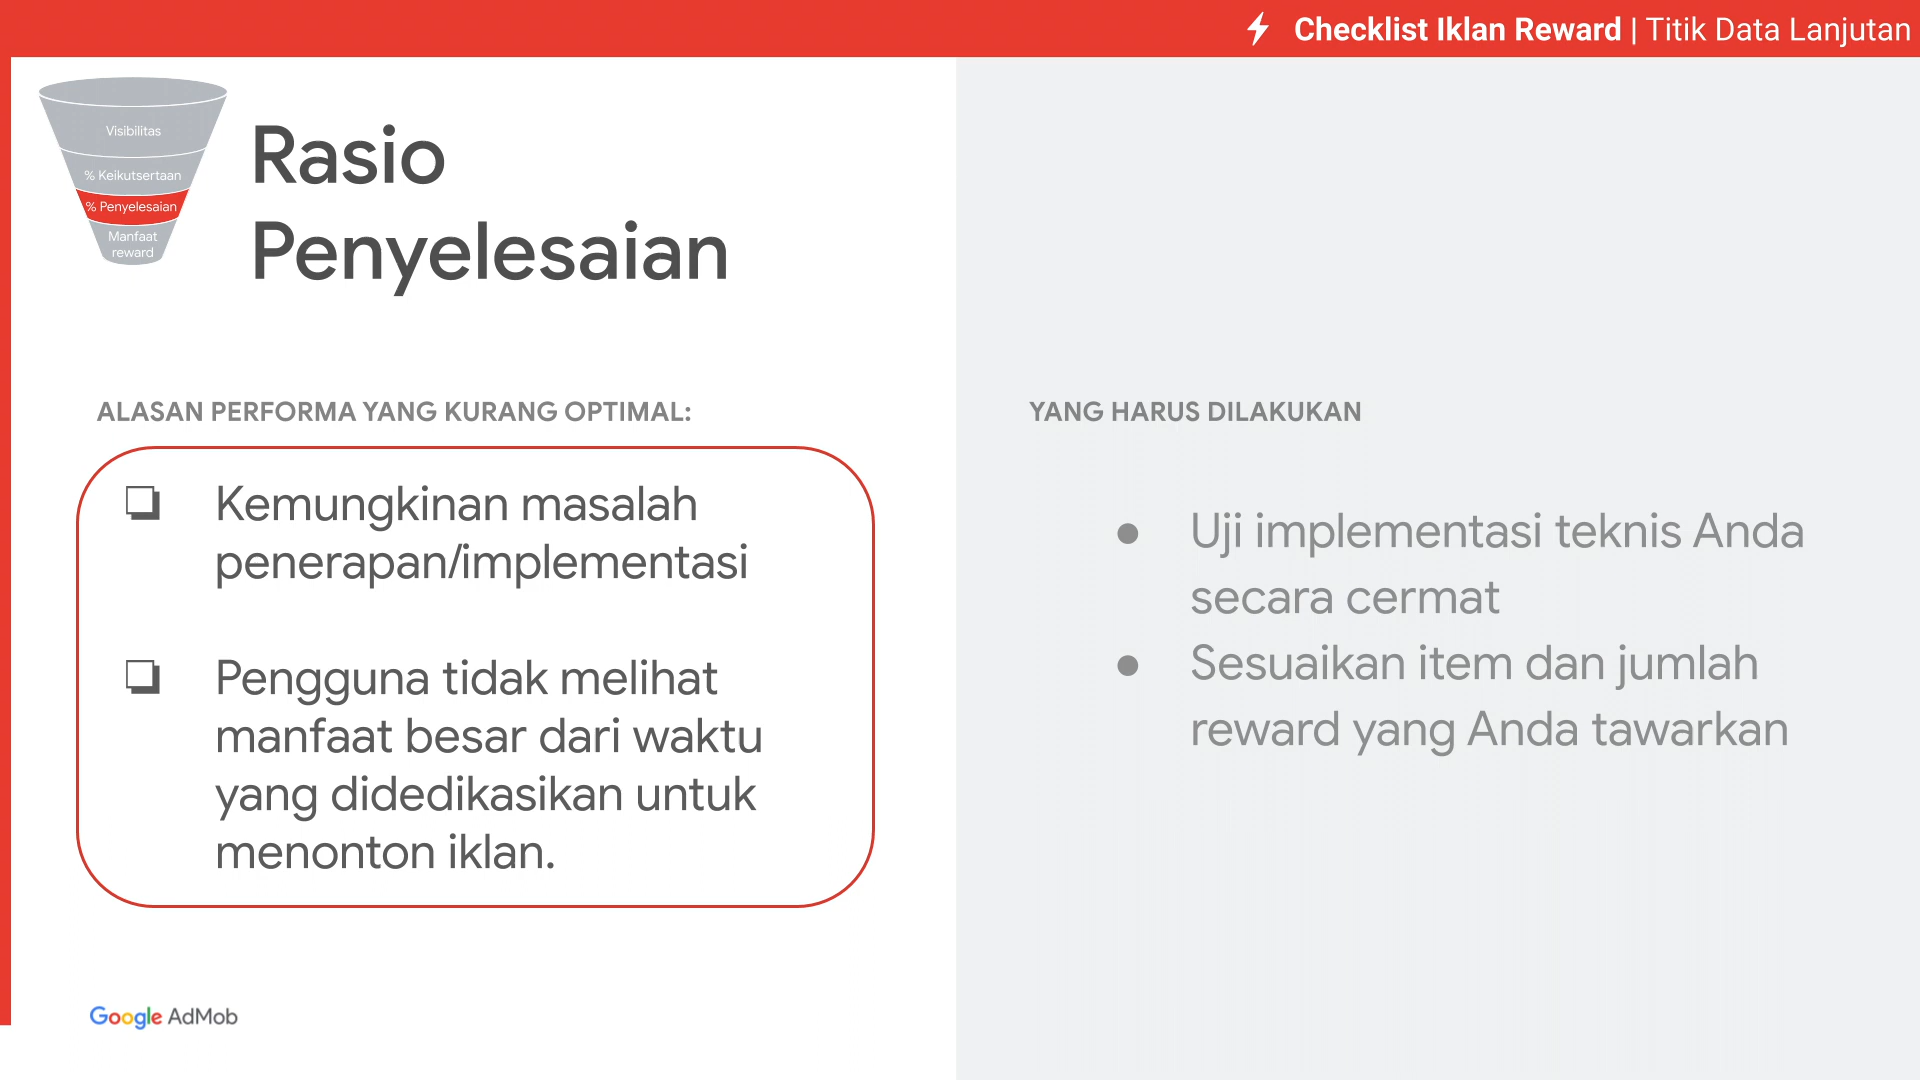 Checklist Iklan Reward | Titik Data Lanjutan
Visibilitas
% Keikutsertaan
% Penyelesaian
Manfaat
reward
Rasio
Penyelesaian
ALASAN PERFORMA YANG KURANG OPTIMAL:
Kemungkinan masalah
penerapan/implementasi
Pengguna tidak melihat
manfaat besar dari waktu
yang didedikasikan untuk
menonton iklan.
YANG HARUS DILAKUKAN
Uji implementasi teknis Anda
secara cermat
Sesuaikan item dan jumlah
reward yang Anda tawarkan
Google AdMob